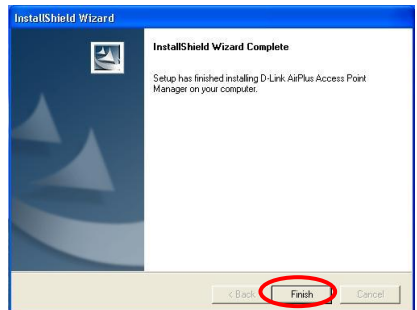 InstallShield Wizard
InstallShield Wizard Complete
Setup has finished installing D-Link AirPlus Access Point
Manager on your computer.
< Back Finish Cancel